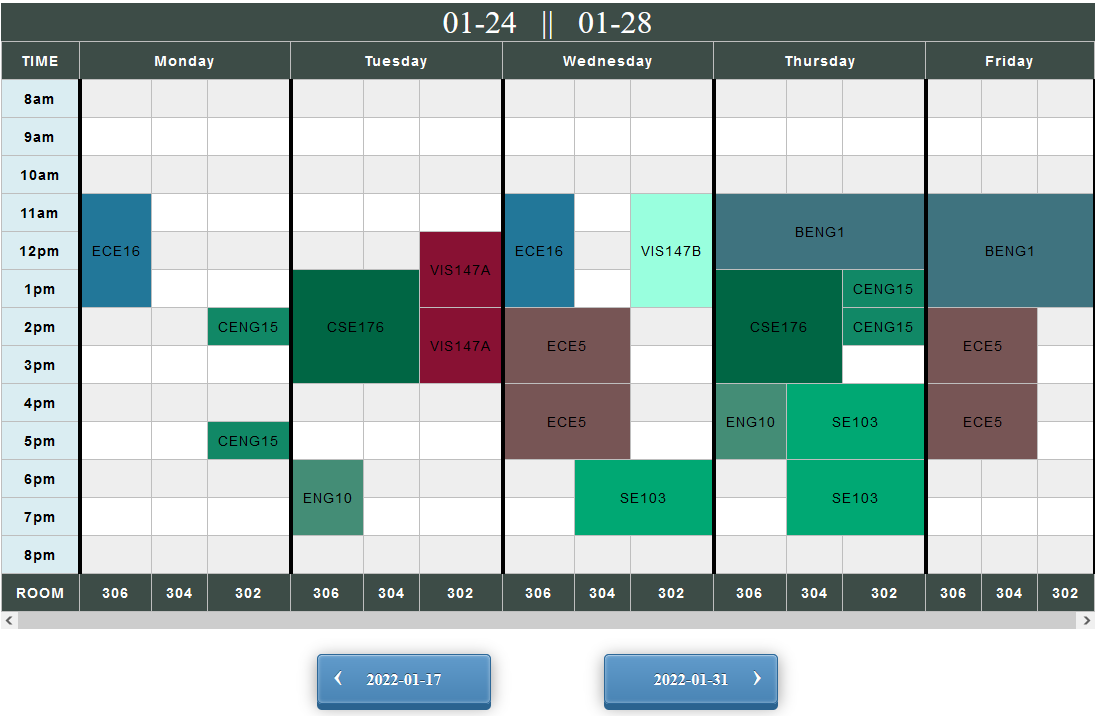 01-24 || 01-28
TIME Monday Tuesday Wednesday Thursday Friday
8am
9am
10am
11am
BENG1
12pm ECE16 ECE16 VIS147B BENG1
VIS147A
1pm CENG15
2pm CENG15 CSE176 CSE176 CENG15
VIS147A ECE5 ECE5
3pm
4pm
ECE5 ENG10 SE103 ECE5
5pm CENG15
6pm
ENG10 SE103 SE103
7pm
8pm
ROOM 306 304 302 306 304 302 306 304 302 306 304 302 306 304 302
‹ 2022-01-17 2022-01-31 ›